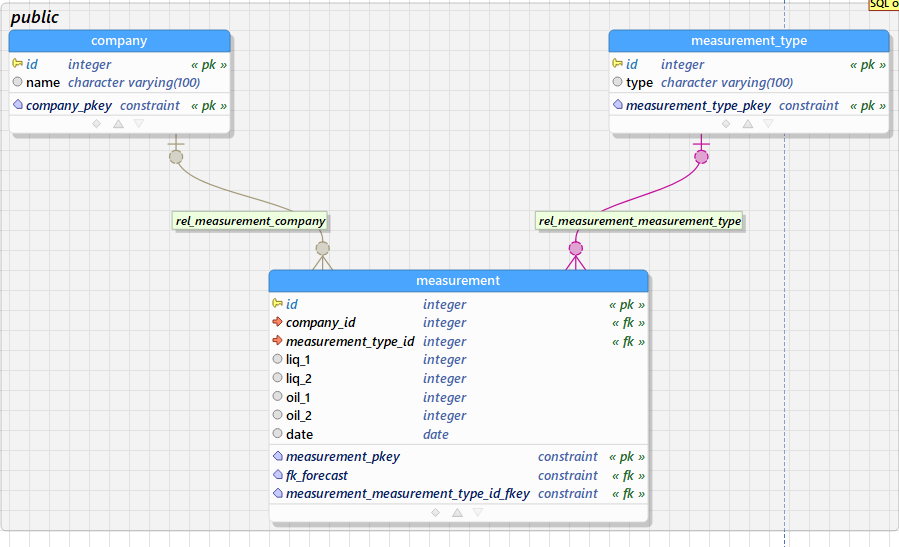 SQL o
public
company
id integer « pk »
name character varying(100)
company_pkey constraint « pk »
measurement_type
id integer « pk »
type character varying(100)
measurement_type_pkey constraint « pk »
rel_measurement_company
rel_measurement_measurement_type
measurement
id integer « pk »
company_id integer « fk »
measurement_type_id integer « fk »
liq_1 integer
liq_2 integer
oil_1 integer
oil_2 integer
date date
measurement_pkey constraint « pk »
fk_forecast constraint « fk »
measurement_measurement_type_id_fkey constraint « fk »